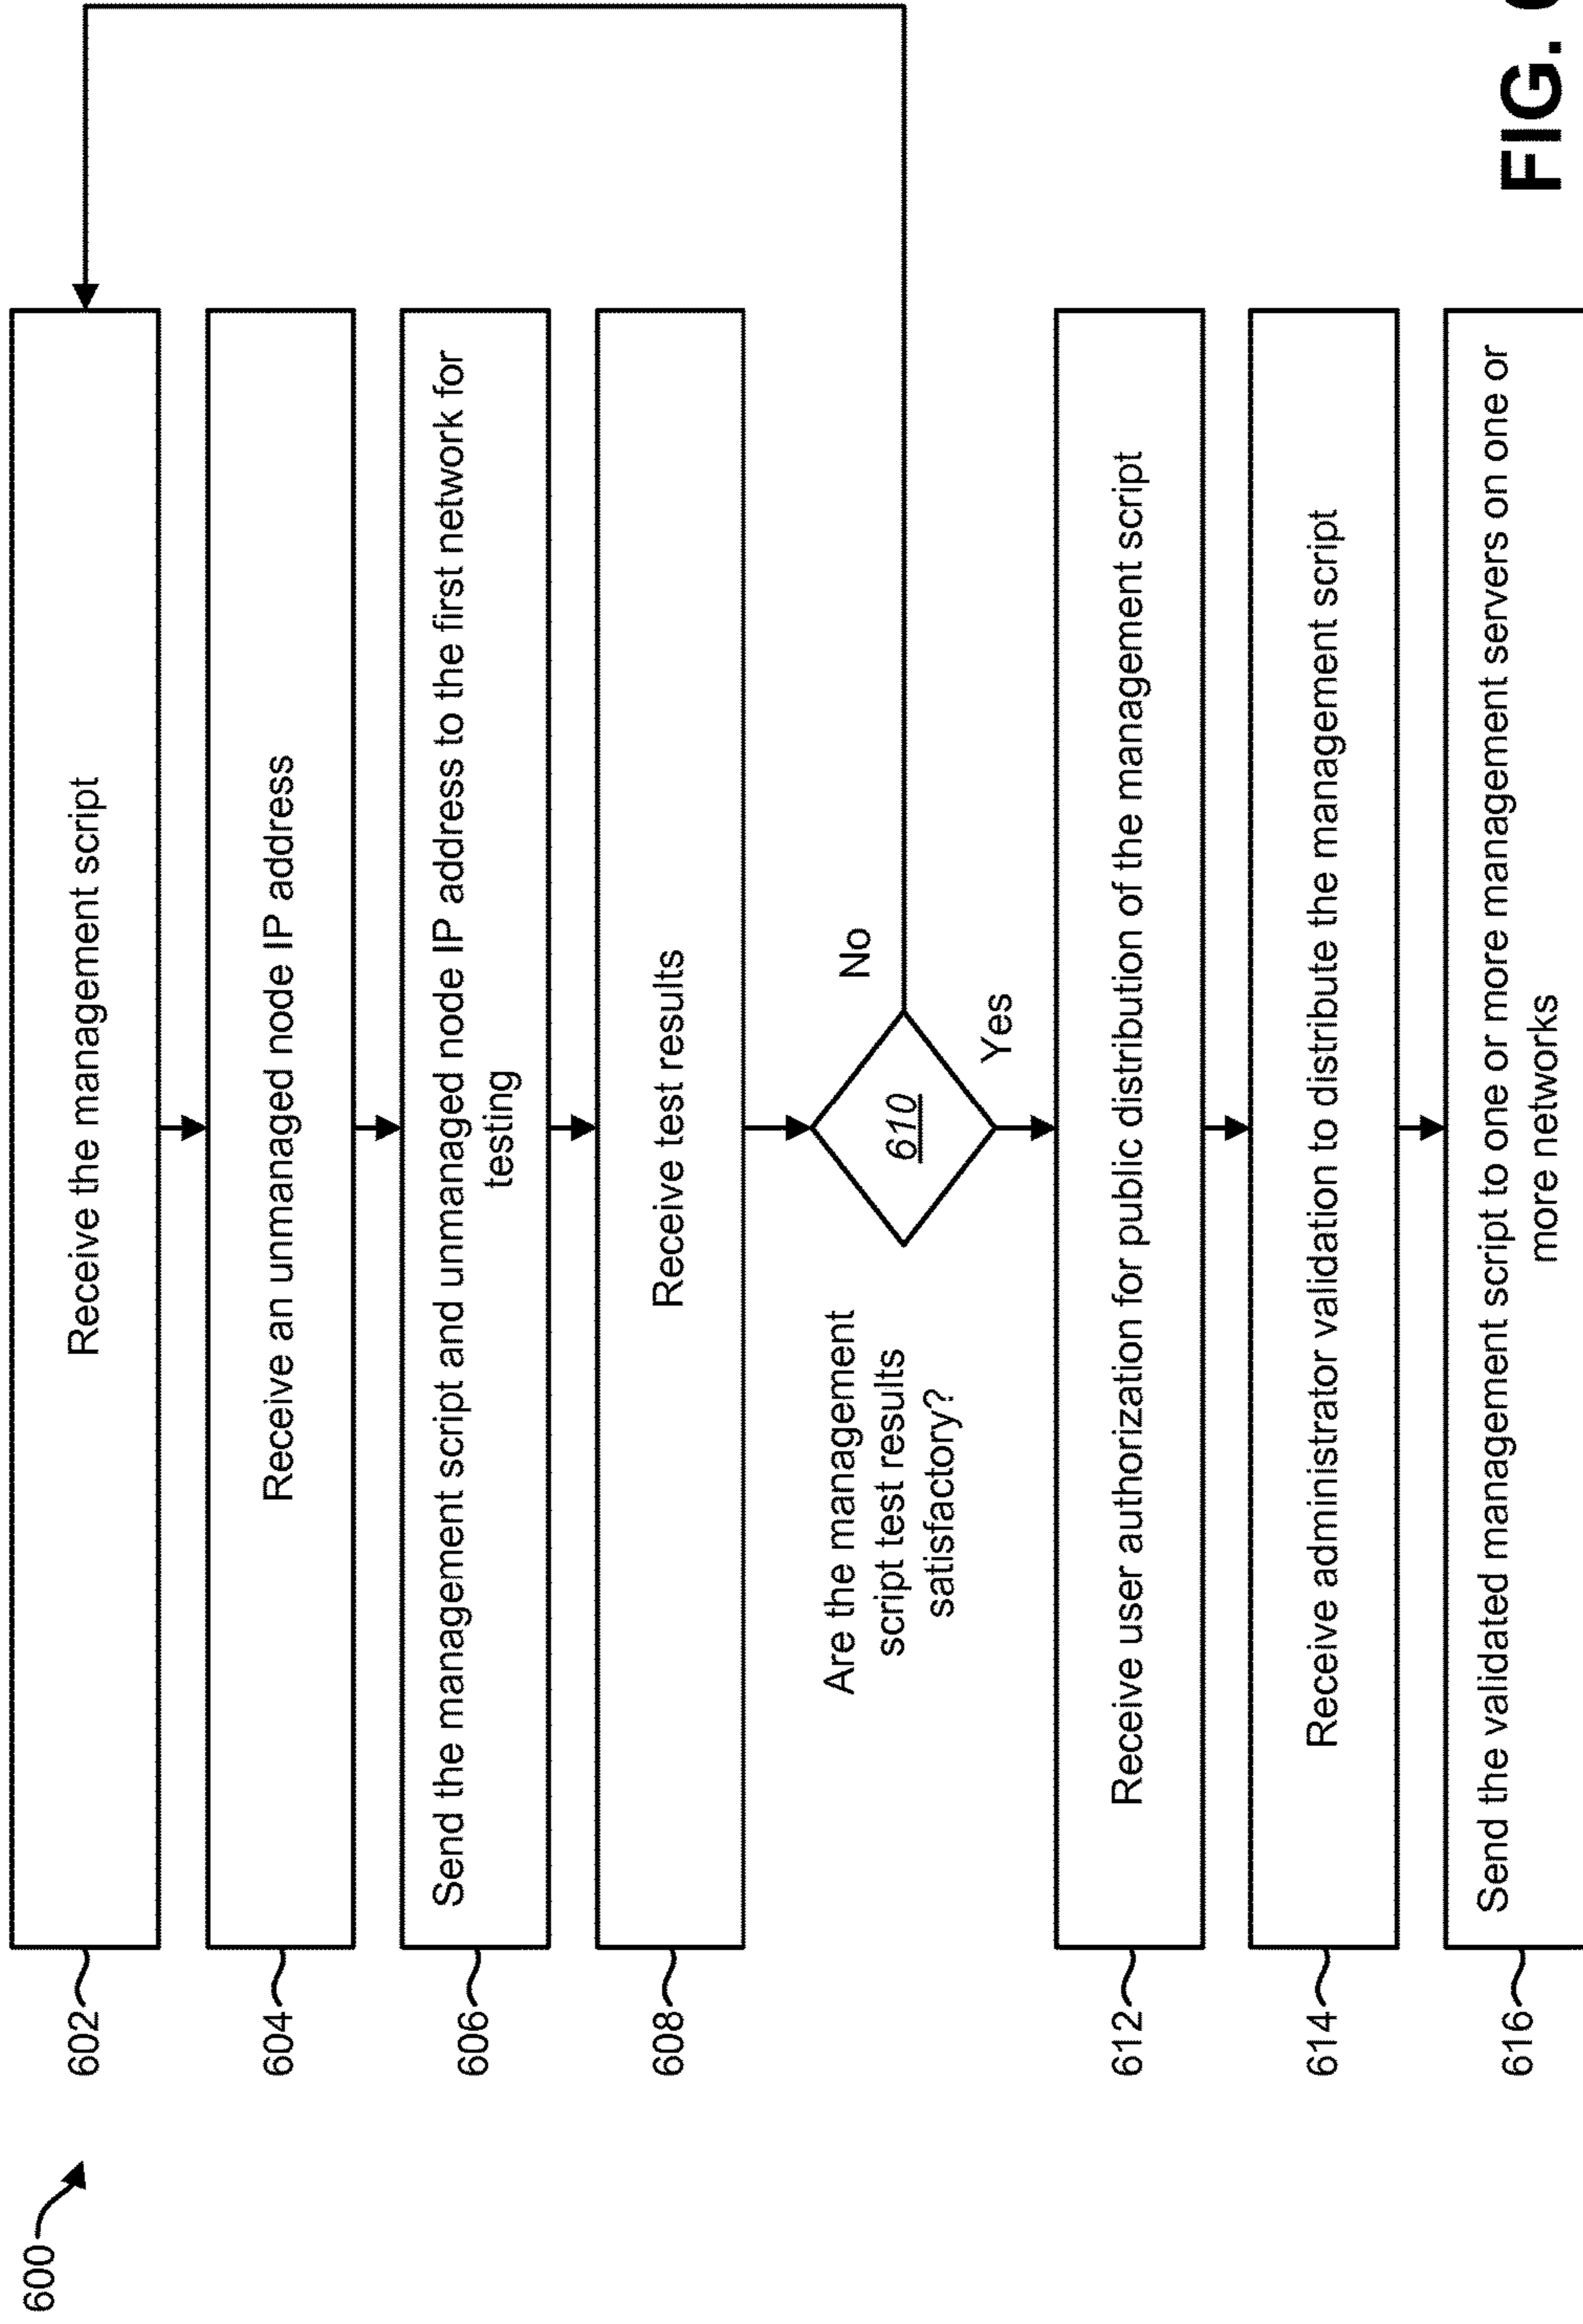 600
602
Receive the management script
604
Receive an unmanaged node IP address
606
Send the management script and unmanaged node IP address to the first network for
testing
608
Receive test results
Are the management
script test results
satisfactory?
610
No
Yes
612
Receive user authorization for public distribution of the management script
614
Receive administrator validation to distribute the management script
616
Send the validated management script to one or more management servers on one or
more networks
FIG.